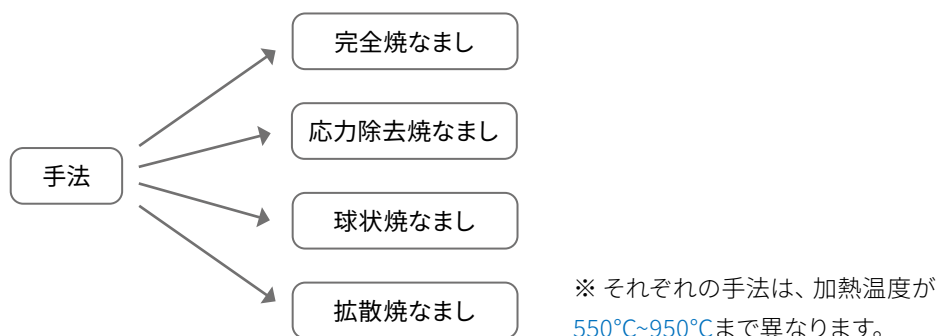 完全焼なまし
応力除去焼なまし
手法
球状焼なまし
拡散焼なまし
※ それぞれの手法は、加熱温度が
550℃~950℃まで異なります。